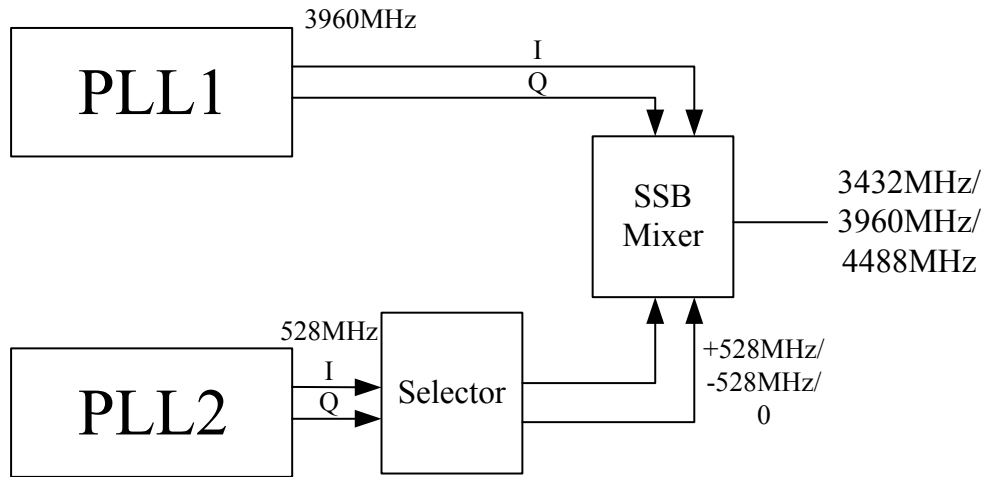 3960MHz
PLL1
I
Q
SSB
Mixer
3432MHz/
3960MHz/
4488MHz
528MHz
PLL2
I
Q
Selector
+528MHz/
-528MHz/
0